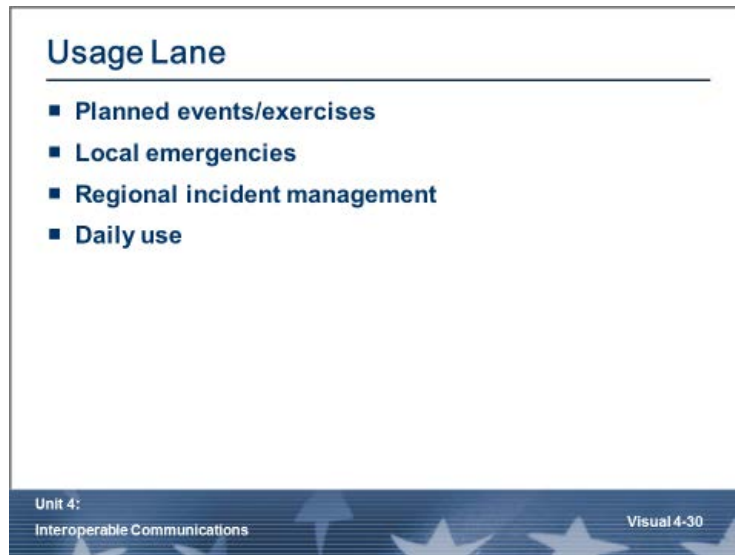 Usage Lane
Planned events/exercises
Local emergencies
Regional incident management
Daily use
Unit 4:
Interoperable Communications
Visual 4-30